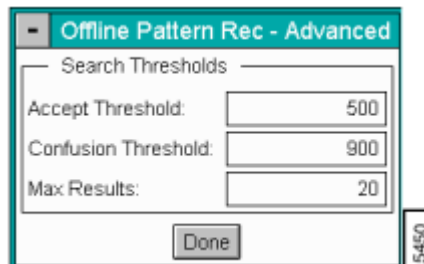 Offline Pattern Rec - Advanced
Search Thresholds
Accept Threshold: 500
Confusion Threshold: 900
Max Results: 20
Done
5450